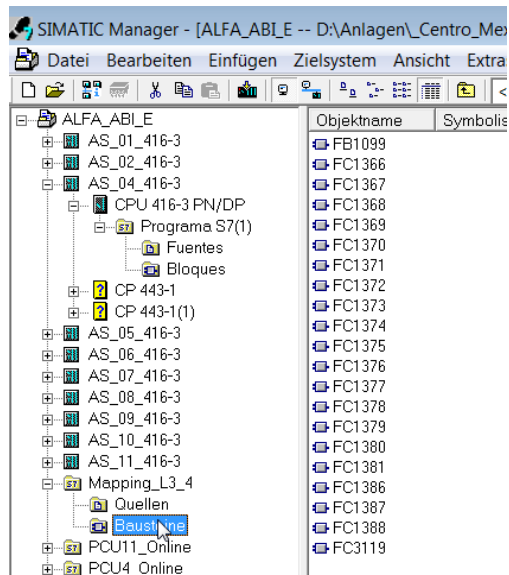 SIMATIC Manager - [ALFA_ABI_E -- D:\Anlagen\_Centro_Mex
Datei Bearbeiten Einfügen Zielsystem Ansicht Extra
ALFA_ABI_E
AS_01_416-3
AS_02_416-3
AS_04_416-3
CPU 416-3 PN/DP
Programa S7(1)
Fuentes
Bloques
CP 443-1
CP 443-1(1)
AS_05_416-3
AS_06_416-3
AS_07_416-3
AS_08_416-3
AS_09_416-3
AS_10_416-3
AS_11_416-3
Mapping_L3_4
Quellen
Bausteine
PCU11_Online
PCU4_Online
Objektname Symbolis
FB1099
FC1366
FC1367
FC1368
FC1369
FC1370
FC1371
FC1372
FC1373
FC1374
FC1375
FC1376
FC1377
FC1378
FC1379
FC1380
FC1381
FC1386
FC1387
FC1388
FC3119